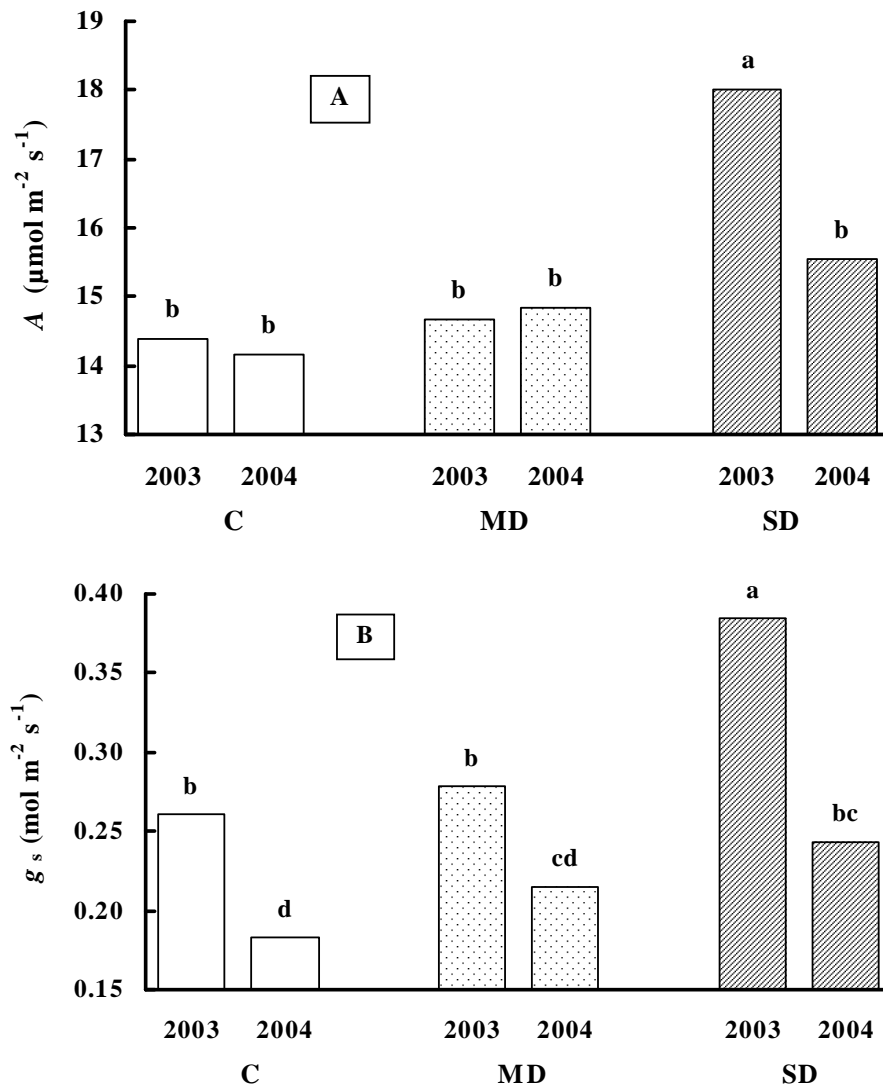 19
18
17
16
15
14
13
A (µmol m⁻² s⁻¹)
A
b
b
b
b
a
b
2003 2004 2003 2004 2003 2004
C MD SD
0.40
0.35
0.30
0.25
0.20
0.15
g s (mol m⁻² s⁻¹)
B
b
d
b
cd
a
bc
2003 2004 2003 2004 2003 2004
C MD SD